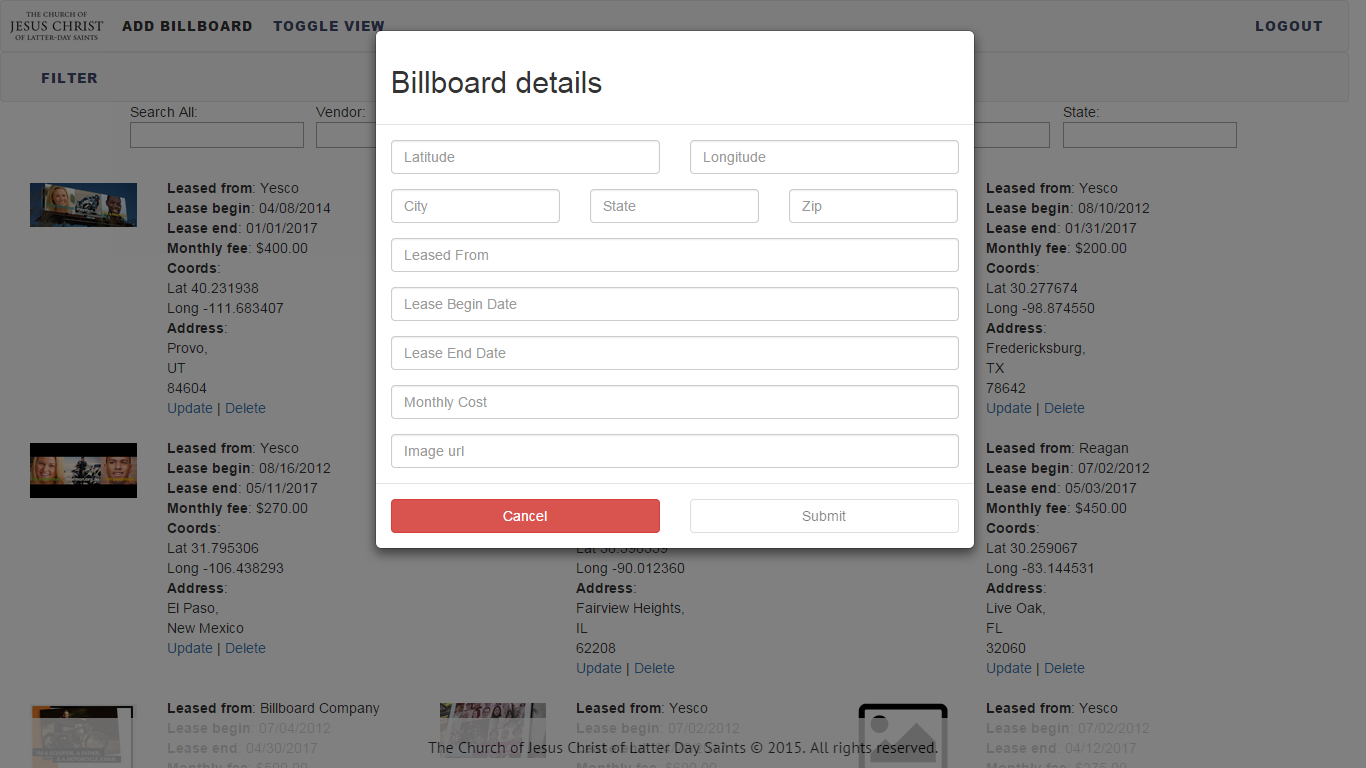 THE CHURCH OF
JESUS CHRIST
OF LATTER-DAY SAINTS
ADD BILLBOARD
TOGGLE VIEW
LOGOUT
FILTER
Search All:
Vendor:
State:
Billboard details
Latitude
Longitude
City
State
Zip
Leased From
Lease Begin Date
Lease End Date
Monthly Cost
Image url
Cancel
Submit
Leased from: Yesco
Lease begin: 04/08/2014
Lease end: 01/01/2017
Monthly fee: $400.00
Coords:
Lat 40.231938
Long -111.683407
Address:
Provo,
UT
84604
Update | Delete
Leased from: Yesco
Lease begin: 08/10/2012
Lease end: 01/31/2017
Monthly fee: $200.00
Coords:
Lat 30.277674
Long -98.874550
Address:
Fredericksburg,
TX
78642
Update | Delete
Leased from: Yesco
Lease begin: 08/16/2012
Lease end: 05/11/2017
Monthly fee: $270.00
Coords:
Lat 31.795306
Long -106.438293
Address:
El Paso,
New Mexico
Update | Delete
Long -90.012360
Address:
Fairview Heights,
IL
62208
Update | Delete
Leased from: Reagan
Lease begin: 07/02/2012
Lease end: 05/03/2017
Monthly fee: $450.00
Coords:
Lat 30.259067
Long -83.144531
Address:
Live Oak,
FL
32060
Update | Delete
Leased from: Billboard Company
Lease begin: 07/04/2012
Lease end: 04/30/2017
Monthly fee: $500.00
Leased from: Yesco
Lease begin: 07/02/2012
Monthly fee: $600.00
Leased from: Yesco
Lease begin: 07/02/2012
Lease end: 04/12/2017
Monthly fee: $275.00
The Church of Jesus Christ of Latter Day Saints © 2015. All rights reserved.